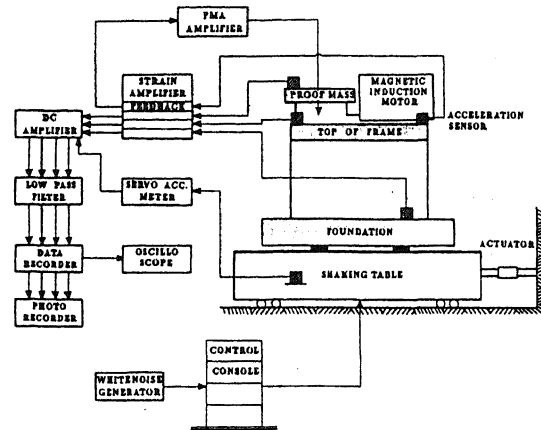 PMA
AMPLIFIER
STRAIN
AMPLIFIER
FEEDBACK
PROOF MASS
MAGNETIC
INDUCTION
MOTOR
DC
AMPLIFIER
TOP OF FRAME
ACCELERATION
SENSOR
LOW PASS
FILTER
SERVO ACC.
METER
FOUNDATION
ACTUATOR
DATA
RECORDER
OSCILLO
SCOPE
SHAKING TABLE
PHOTO
RECORDER
CONTROL
CONSOLE
WHITENOISE
GENERATOR